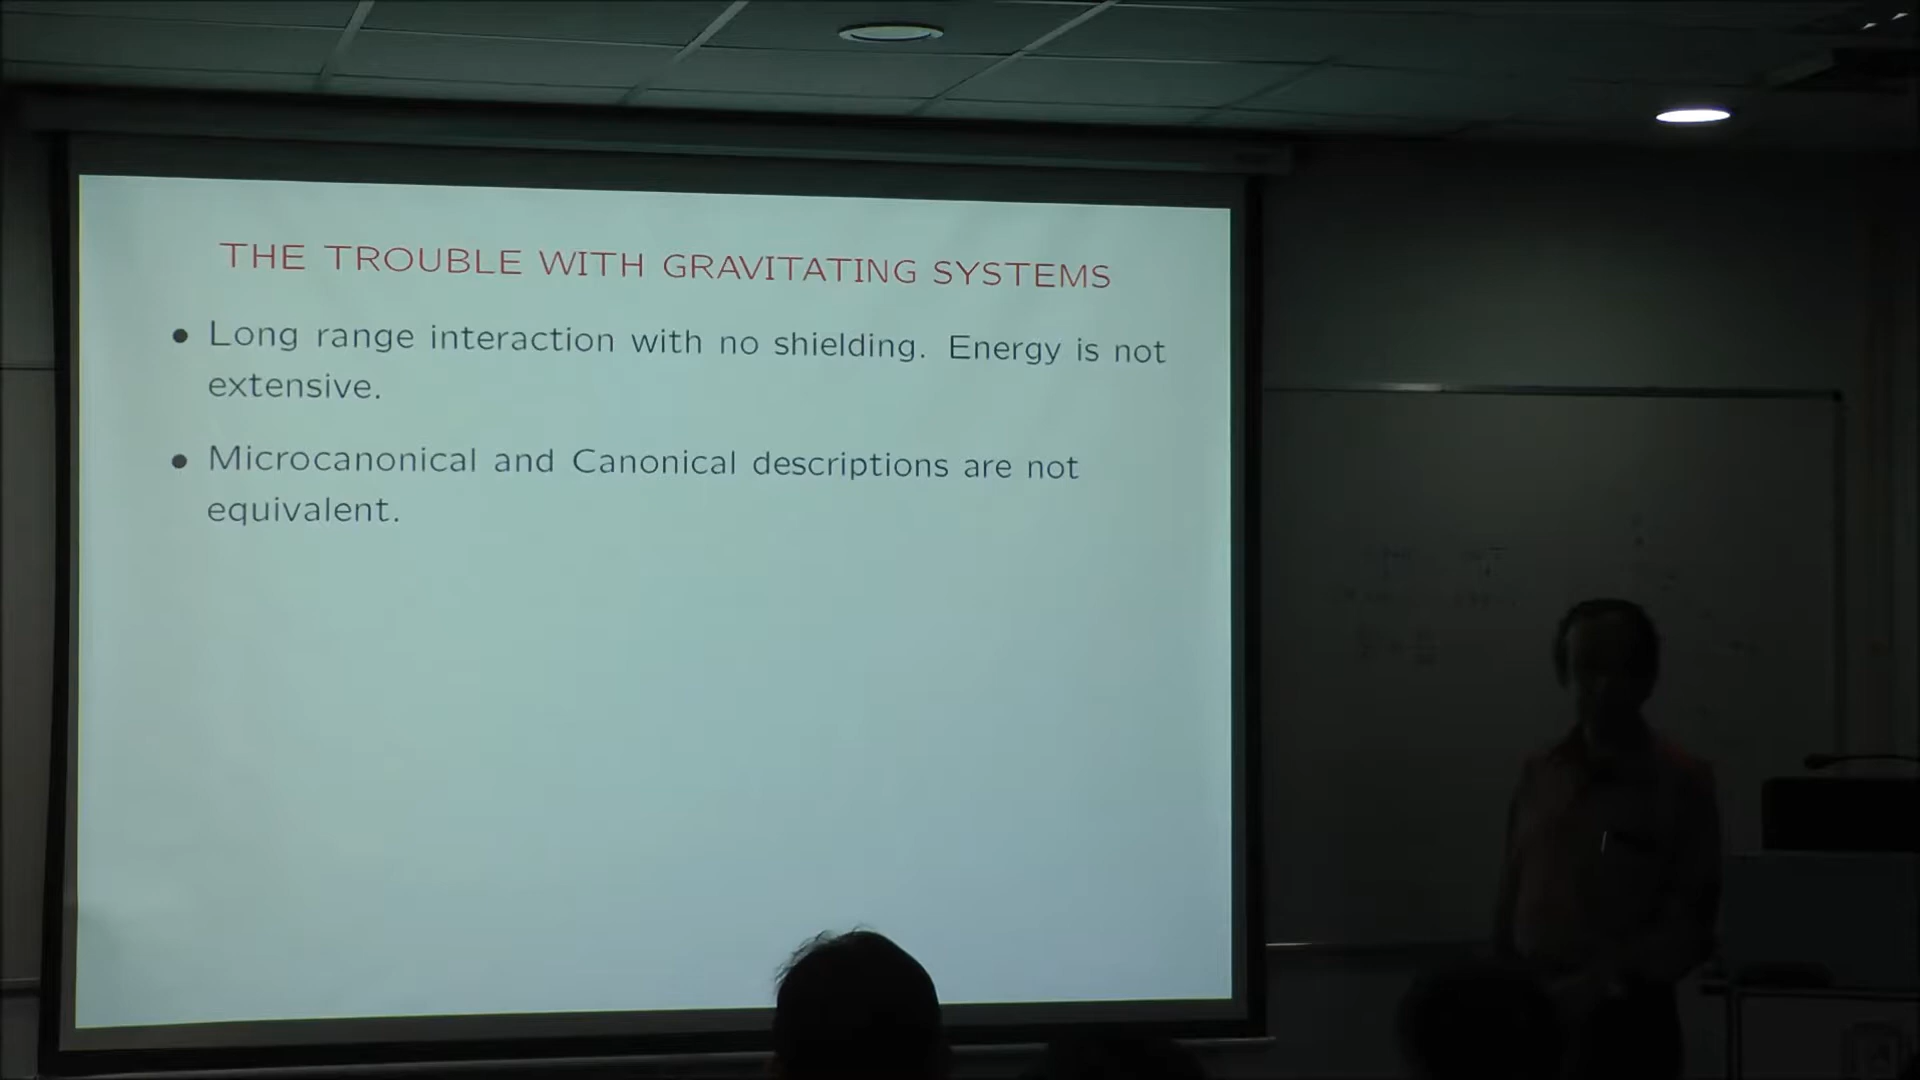 THE TROUBLE WITH GRAVITATING SYSTEMS
• Long range interaction with no shielding. Energy is not
extensive.
• Microcanonical and Canonical descriptions are not
equivalent.